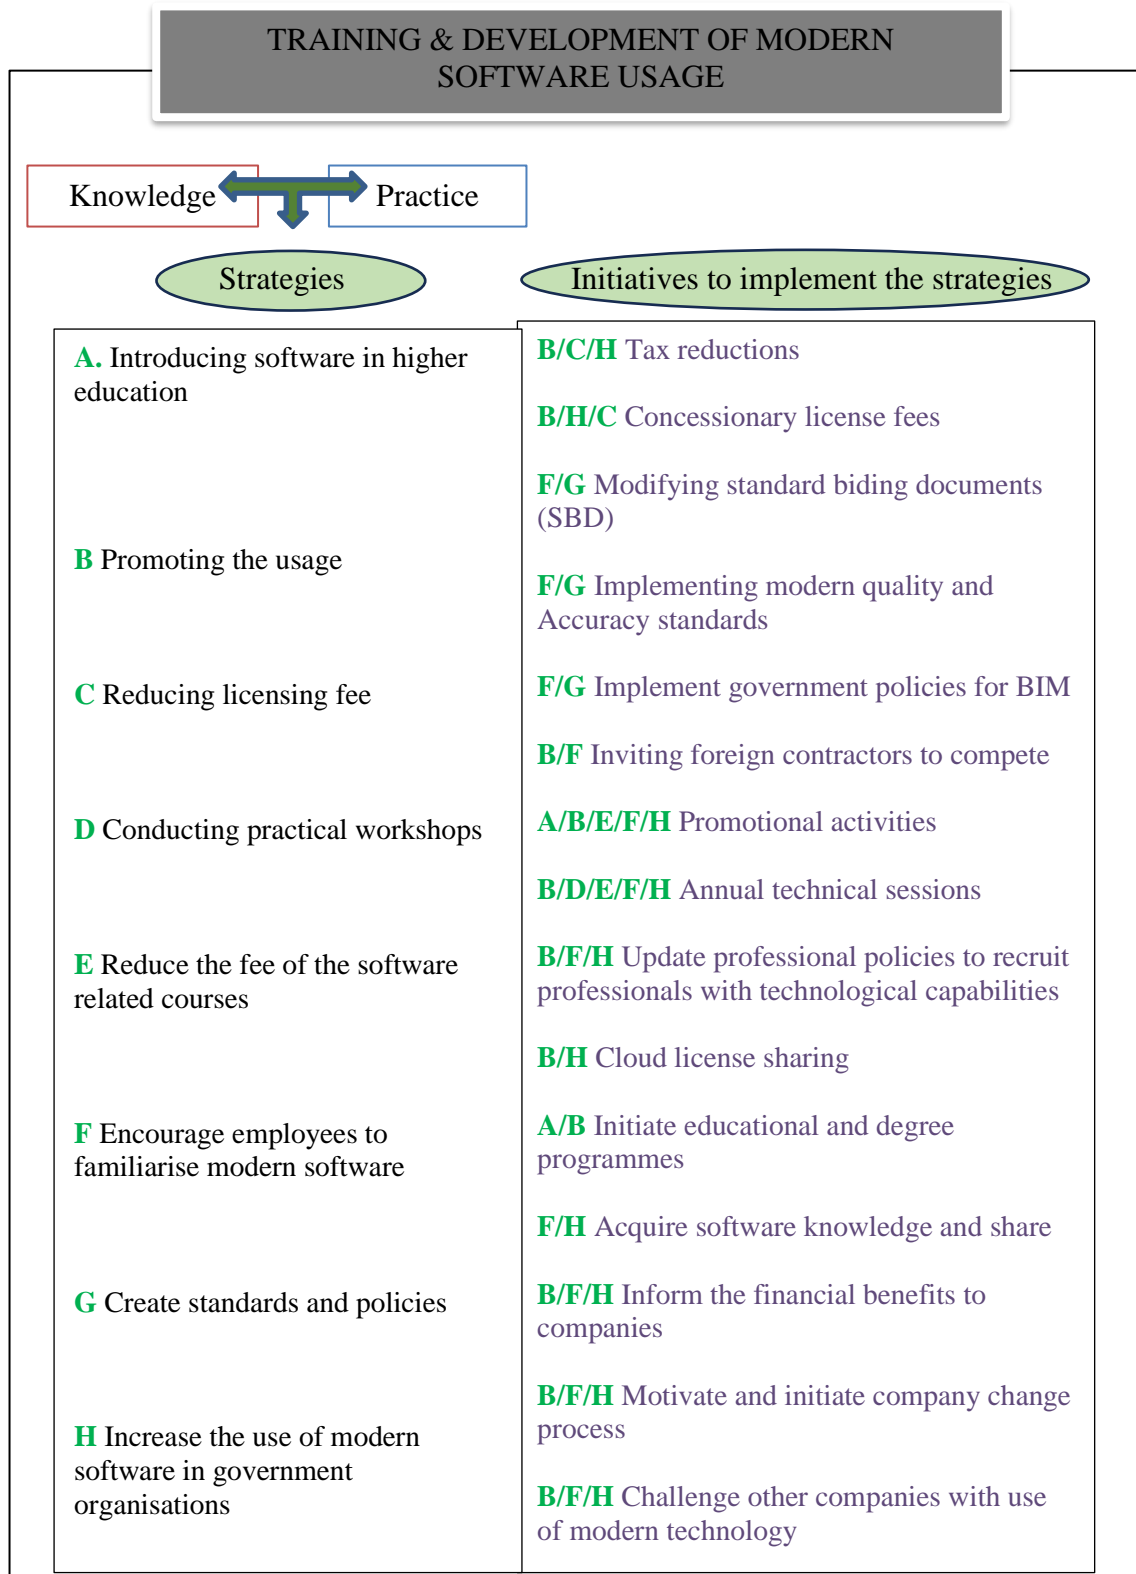 TRAINING & DEVELOPMENT OF MODERN
SOFTWARE USAGE
Knowledge
Practice
Strategies
Initiatives to implement the strategies
A. Introducing software in higher
education
B Promoting the usage
C Reducing licensing fee
D Conducting practical workshops
E Reduce the fee of the software
related courses
F Encourage employees to
familiarise modern software
G Create standards and policies
H Increase the use of modern
software in government
organisations
B/C/H Tax reductions
B/H/C Concessionary license fees
F/G Modifying standard biding documents
(SBD)
F/G Implementing modern quality and
Accuracy standards
F/G Implement government policies for BIM
B/F Inviting foreign contractors to compete
A/B/E/F/H Promotional activities
B/D/E/F/H Annual technical sessions
B/F/H Update professional policies to recruit
professionals with technological capabilities
B/H Cloud license sharing
A/B Initiate educational and degree
programmes
F/H Acquire software knowledge and share
B/F/H Inform the financial benefits to
companies
B/F/H Motivate and initiate company change
process
B/F/H Challenge other companies with use
of modern technology